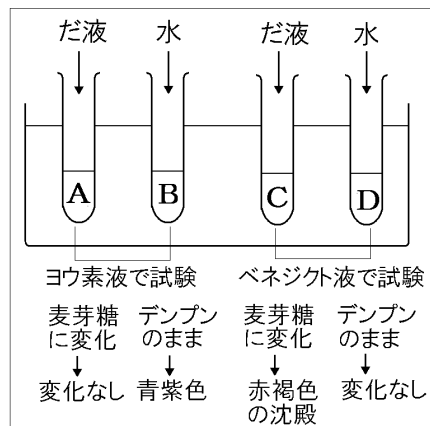 だ液 水 だ液 水
A B C D
ヨウ素液で試験 ベネジクト液で試験
麦芽糖 デンプン 麦芽糖 デンプン
に変化 のまま に変化 のまま
変化なし 青紫色 赤褐色 変化なし
の沈殿